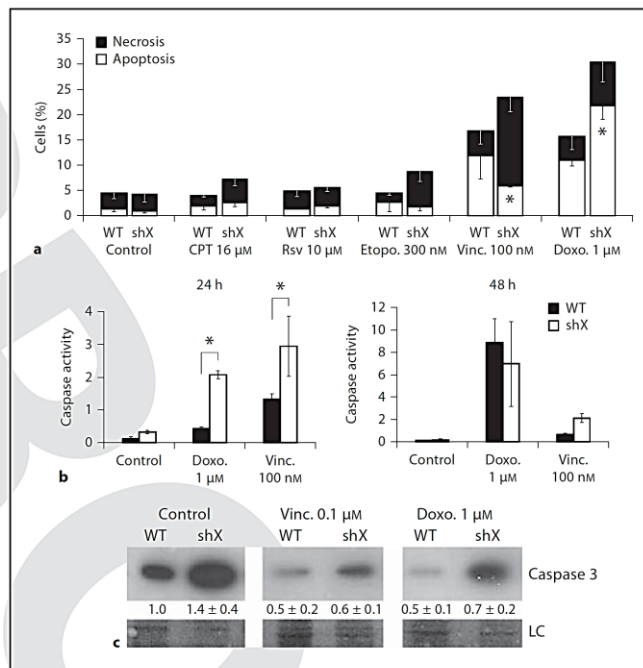 35
30
25
20
15
10
5
0
Cells (%)
Necrosis
Apoptosis
*
*
WT shX WT shX WT shX WT shX WT shX WT shX
a Control CPT 16 µM Rsv 10 µM Etopo. 300 nM Vinc. 100 nM Doxo. 1 µM
24 h
4
3
2
1
0
Caspase activity
*
*
Control Doxo. Vinc.
1 µM 100 nM
b
48 h
12
10
8
6
4
2
0
Caspase activity
WT
shX
Control Doxo. Vinc.
1 µM 100 nM
Control Vinc. 0.1 µM Doxo. 1 µM
WT shX WT shX WT shX
Caspase 3
1.0 1.4 ± 0.4 0.5 ± 0.2 0.6 ± 0.1 0.5 ± 0.1 0.7 ± 0.2
c LC